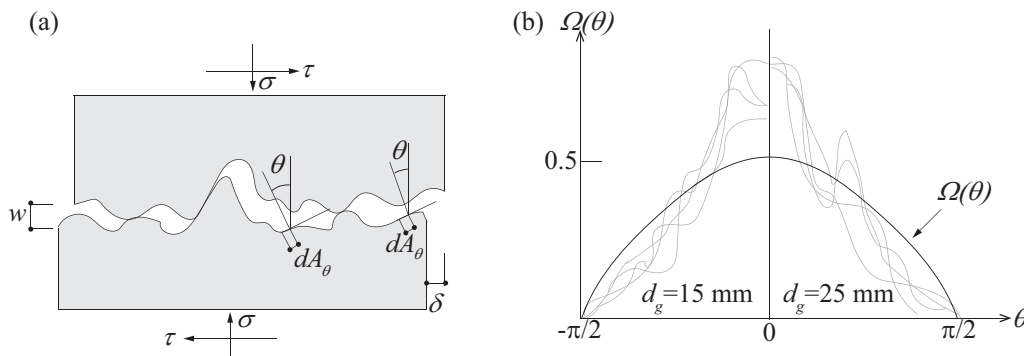 (a)
σ
τ
θ
θ
w
dA_θ
dA_θ
δ
σ
τ
(b)
Ω(θ)
0.5
Ω(θ)
d_g=15 mm
d_g=25 mm
-π/2
0
π/2
θ